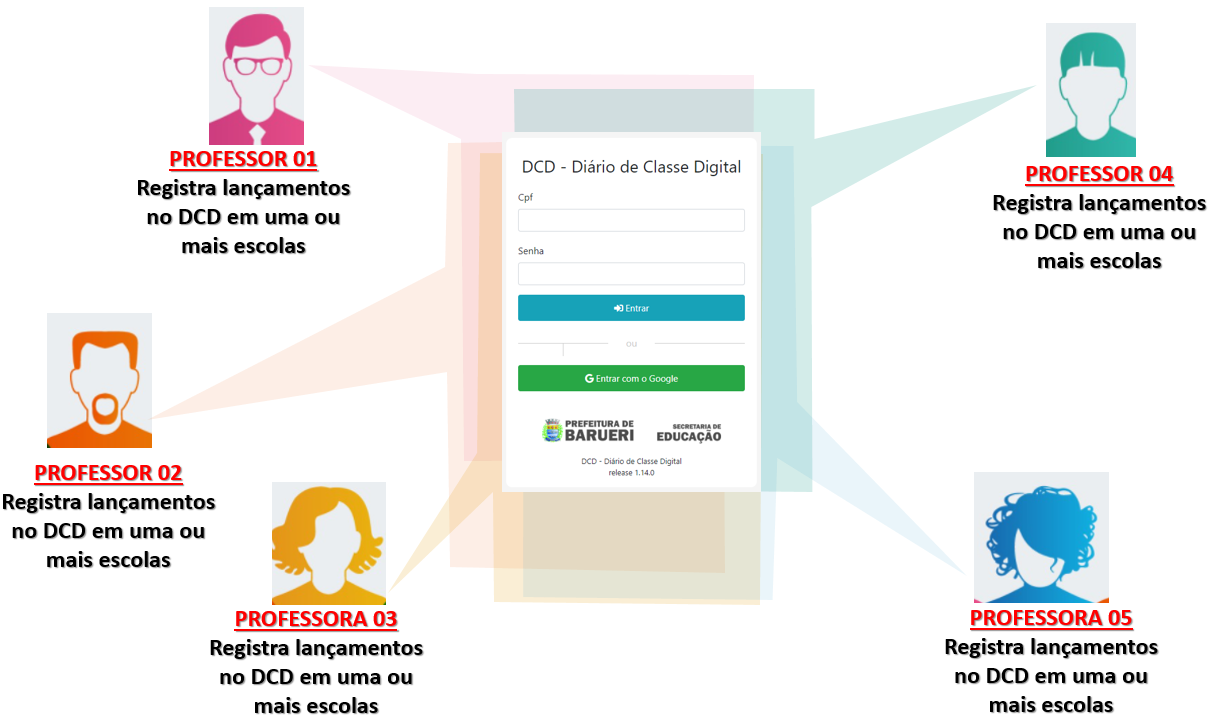 PROFESSOR 01
Registra lançamentos
no DCD em uma ou
mais escolas
PROFESSOR 02
Registra lançamentos
no DCD em uma ou
mais escolas
PROFESSORA 03
Registra lançamentos
no DCD em uma ou
mais escolas
DCD - Diário de Classe Digital
Cpf
Senha
Entrar
ou
Entrar com o Google
PREFEITURA DE
BARUERI
SECRETARIA DE
EDUCAÇÃO
DCD - Diário de Classe Digital
release 1.14.0
PROFESSOR 04
Registra lançamentos
no DCD em uma ou
mais escolas
PROFESSORA 05
Registra lançamentos
no DCD em uma ou
mais escolas